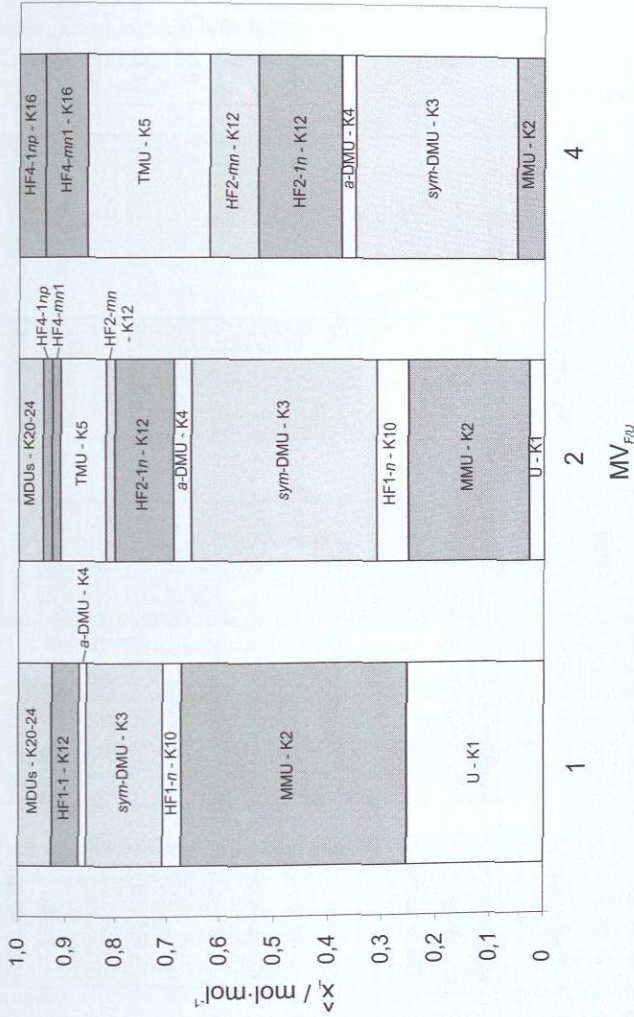 1,0
0,9
0,8
0,7
0,6
0,5
0,4
0,3
0,2
0,1
0
x̂ᵢ / mol·mol⁻¹
MDUs - K20-24
HF1-1 - K12
a-DMU - K4
sym-DMU - K3
HF1-n - K10
MMU - K2
U - K1
1
MDUs - K20-24
HF4-1np
HF4-mn1
TMU - K5
HF2-mn
- K12
HF2-1n - K12
a-DMU - K4
sym-DMU - K3
HF1-n - K10
MMU - K2
U - K1
2
HF4-1np - K16
HF4-mn1 - K16
TMU - K5
HF2-mn - K12
HF2-1n - K12
a-DMU - K4
sym-DMU - K3
MMU - K2
4
MV_F/U